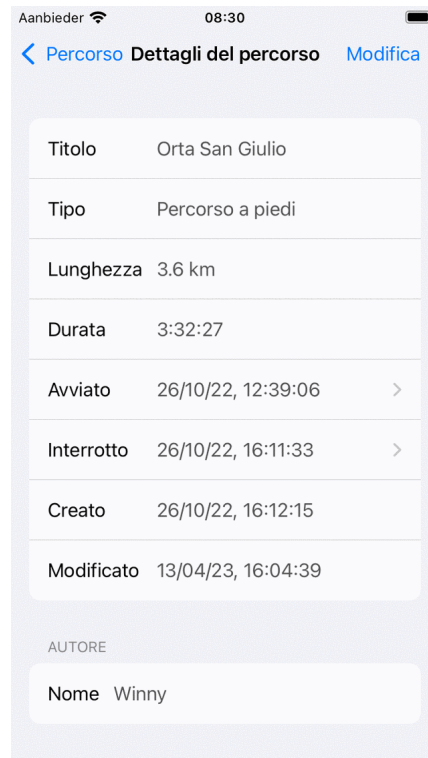 Aanbieder 08:30
Percorso Dettagli del percorso Modifica
Titolo Orta San Giulio
Tipo Percorso a piedi
Lunghezza 3.6 km
Durata 3:32:27
Avviato 26/10/22, 12:39:06
Interrotto 26/10/22, 16:11:33
Creato 26/10/22, 16:12:15
Modificato 13/04/23, 16:04:39
AUTORE
Nome Winny